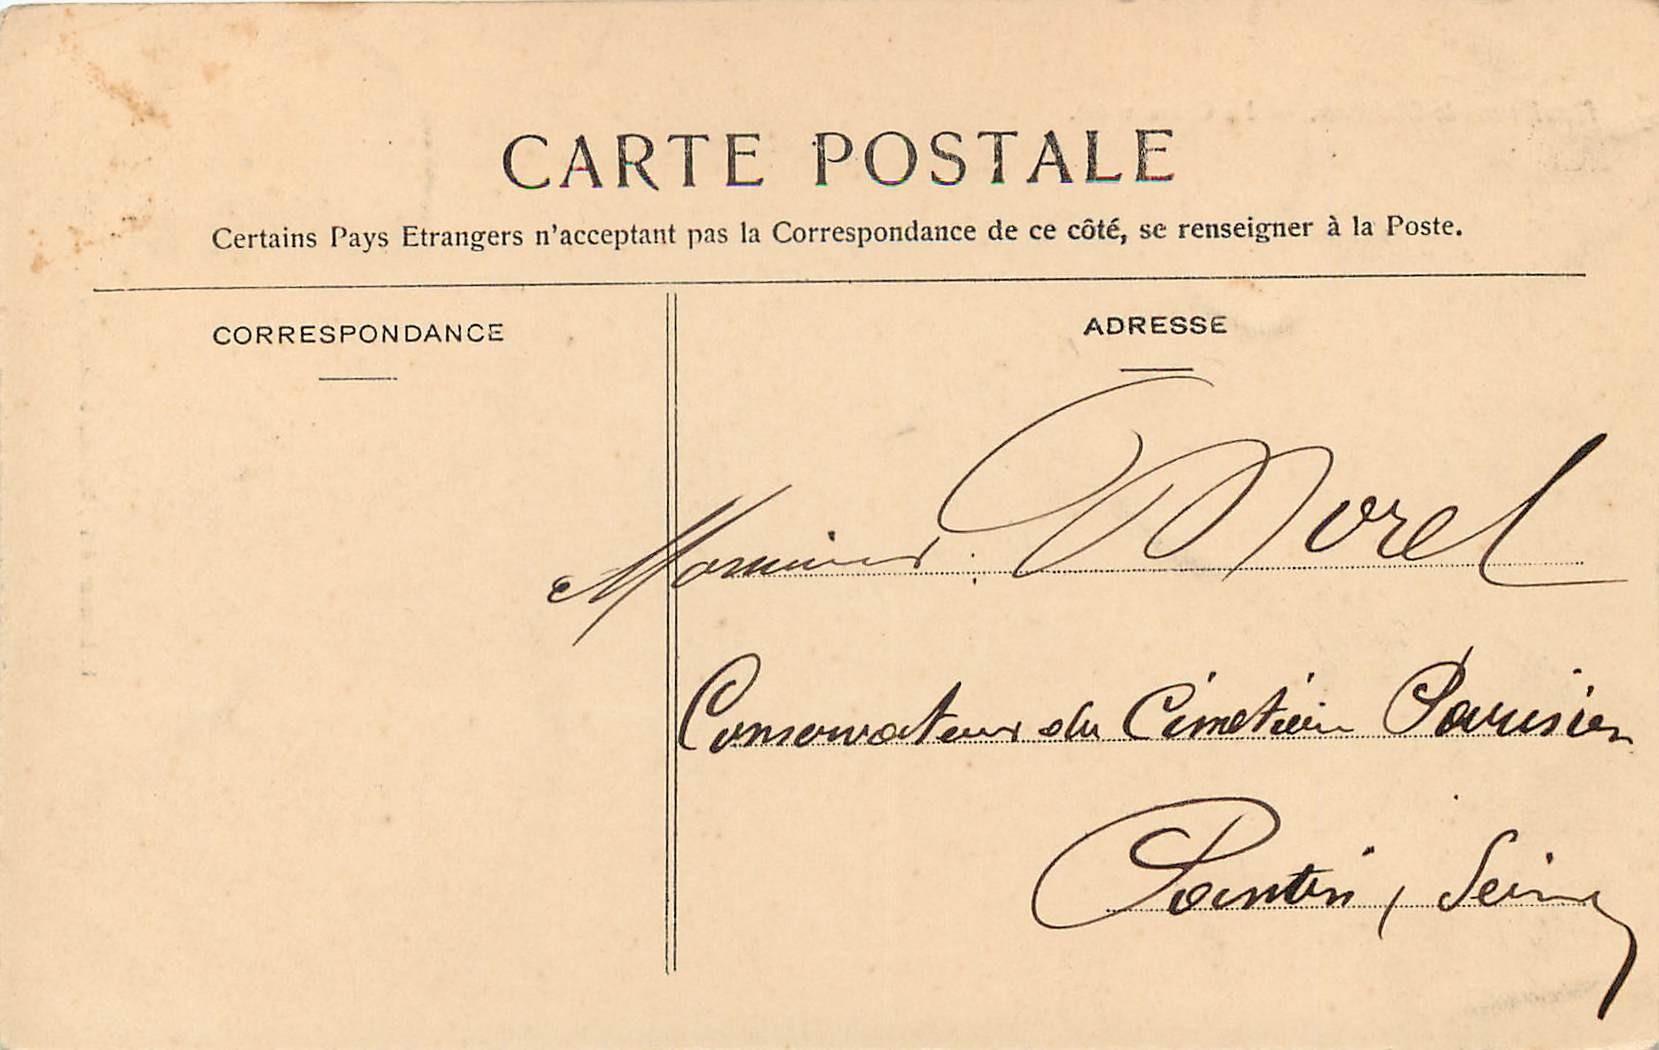 CARTE POSTALE
Certains Pays Etrangers n'acceptant pas la Correspondance de ce côté, se renseigner à la Poste.
CORRESPONDANCE
ADRESSE
Monsieur Morel
Conservateur du Cimetière Parisien
Pantin, Seine